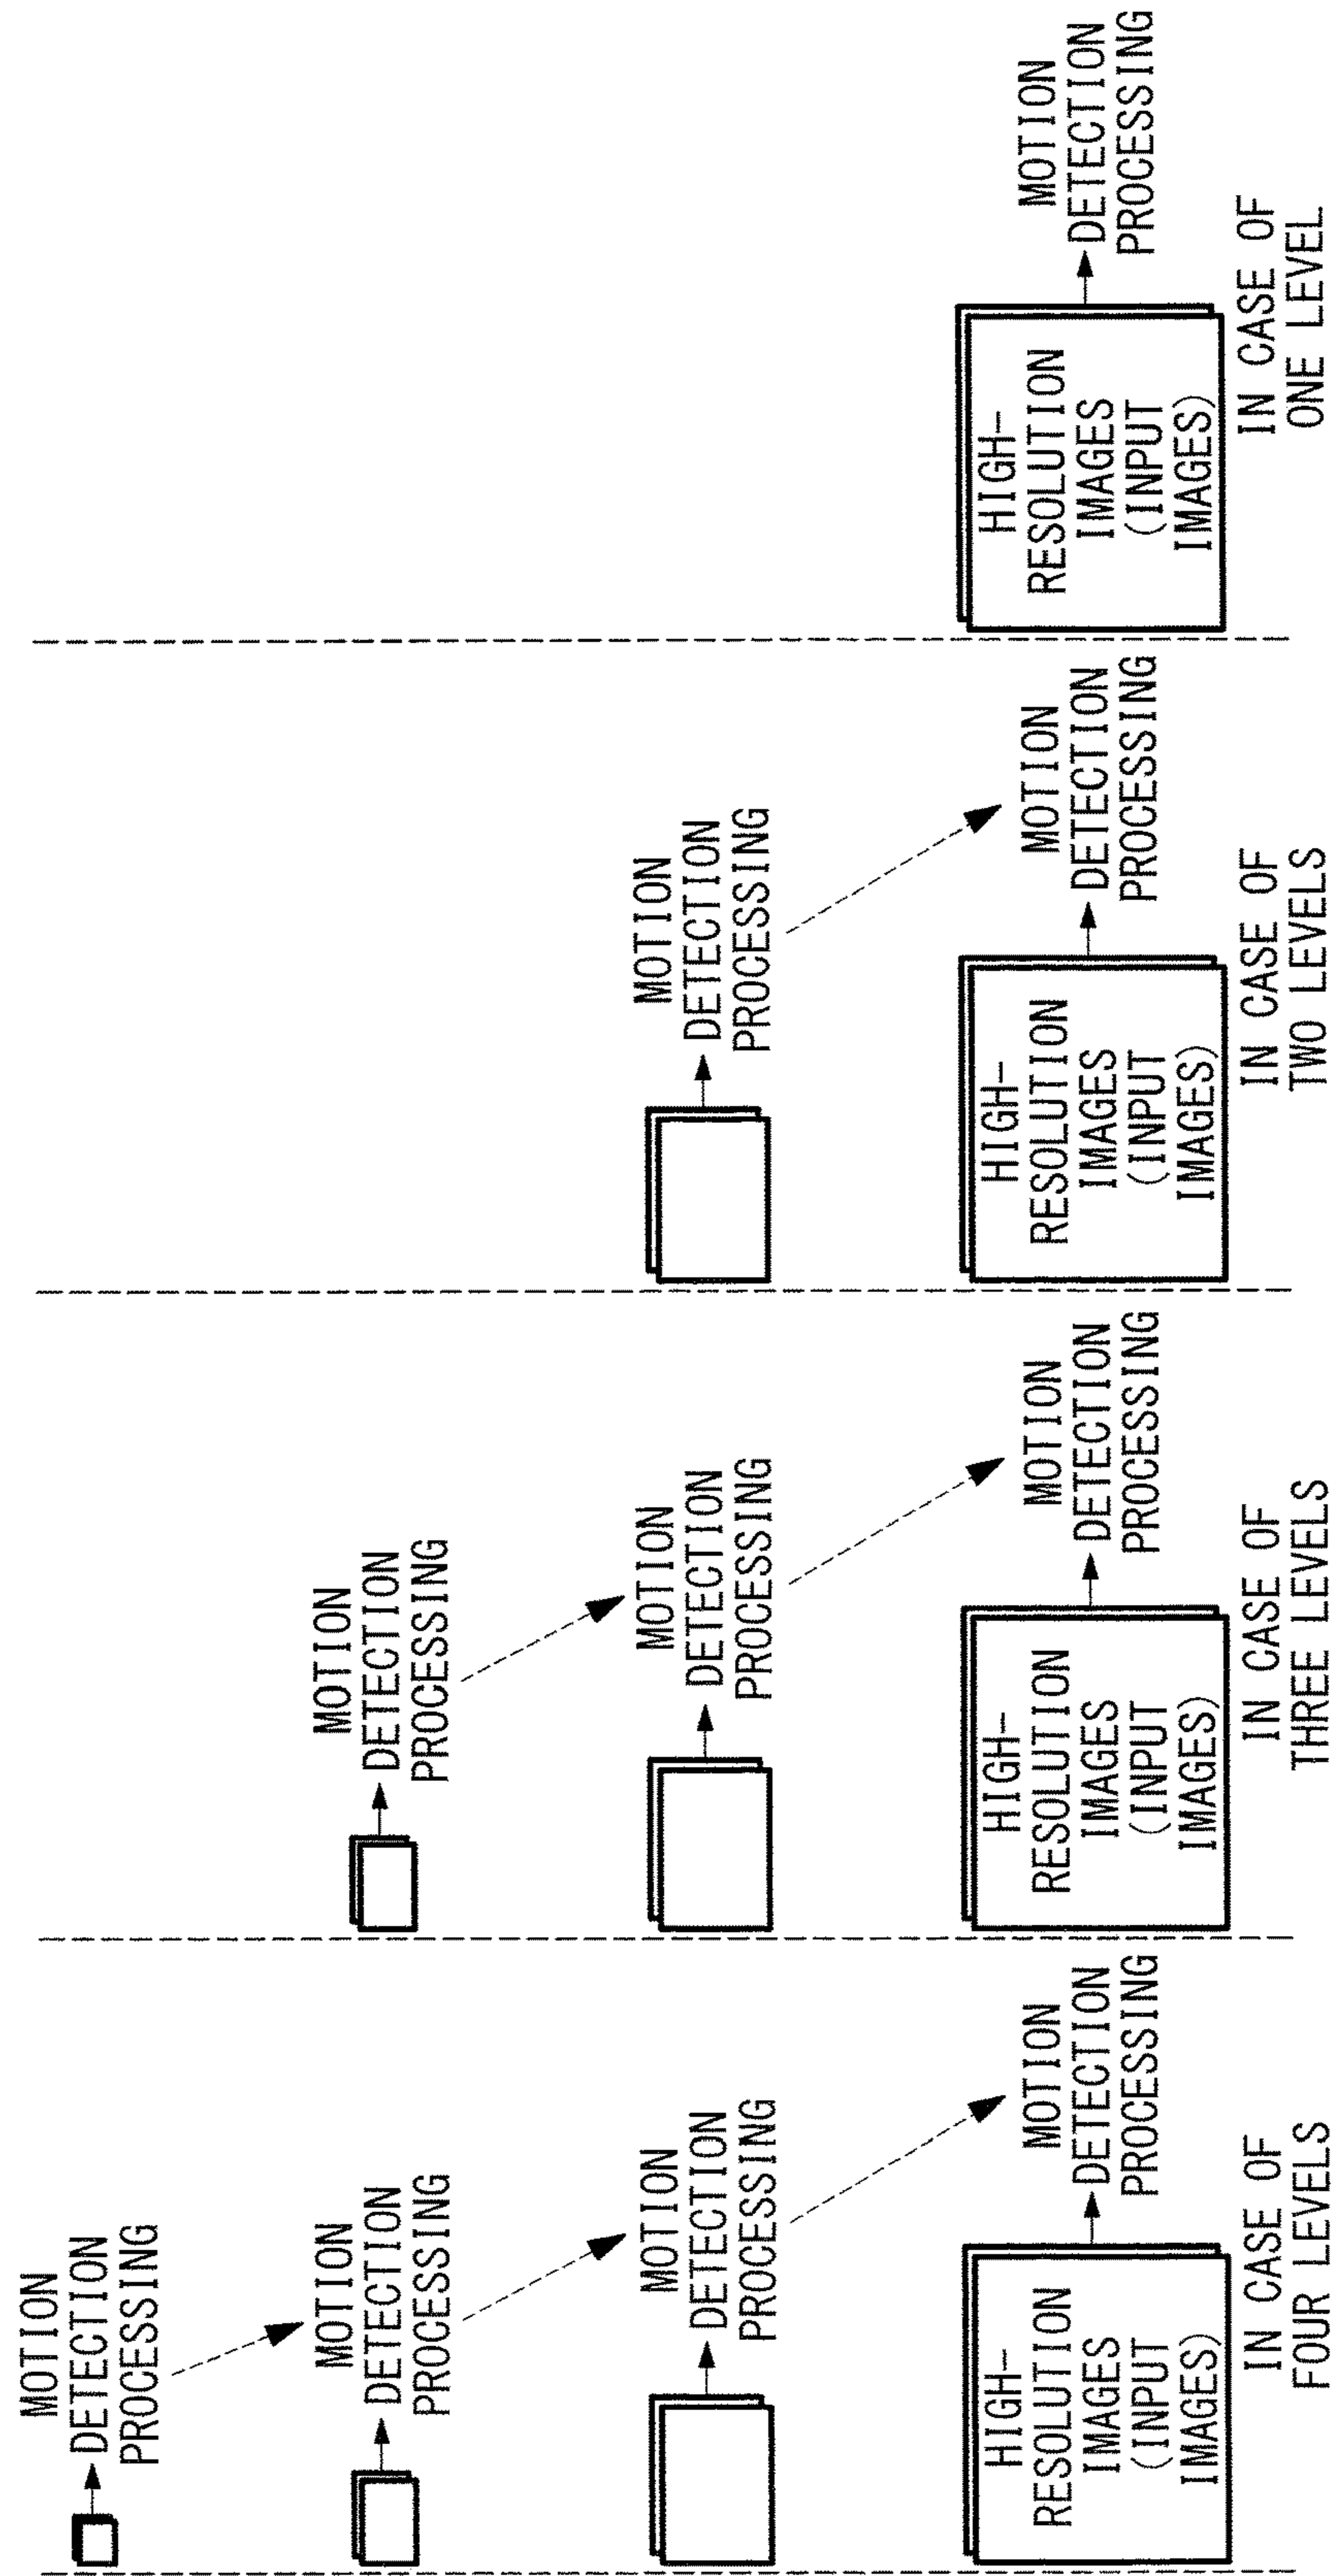 MOTION
DETECTION
PROCESSING
MOTION
DETECTION
PROCESSING
MOTION
DETECTION
PROCESSING
HIGH-
RESOLUTION
IMAGES
(INPUT
IMAGES)
MOTION
DETECTION
PROCESSING
IN CASE OF
FOUR LEVELS
MOTION
DETECTION
PROCESSING
MOTION
DETECTION
PROCESSING
HIGH-
RESOLUTION
IMAGES
(INPUT
IMAGES)
MOTION
DETECTION
PROCESSING
IN CASE OF
THREE LEVELS
MOTION
DETECTION
PROCESSING
HIGH-
RESOLUTION
IMAGES
(INPUT
IMAGES)
MOTION
DETECTION
PROCESSING
IN CASE OF
TWO LEVELS
HIGH-
RESOLUTION
IMAGES
(INPUT
IMAGES)
MOTION
DETECTION
PROCESSING
IN CASE OF
ONE LEVEL